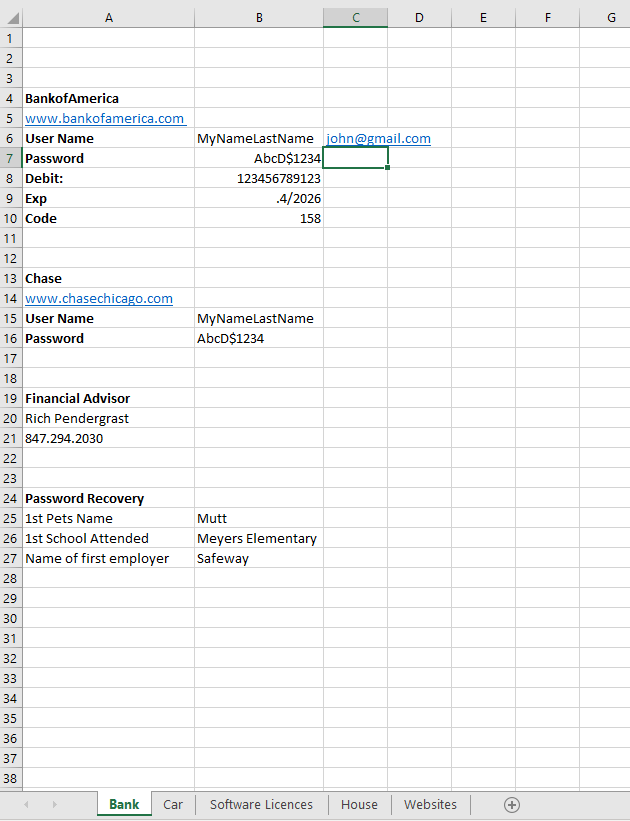 A B C D E F G
1
2
3
4 BankofAmerica
5 www.bankofamerica.com
6 User Name MyNameLastName john@gmail.com
7 Password AbcD$1234
8 Debit: 123456789123
9 Exp .4/2026
10 Code 158
11
12
13 Chase
14 www.chasechicago.com
15 User Name MyNameLastName
16 Password AbcD$1234
17
18
19 Financial Advisor
20 Rich Pendergrast
21 847.294.2030
22
23
24 Password Recovery
25 1st Pets Name Mutt
26 1st School Attended Meyers Elementary
27 Name of first employer Safeway
28
29
30
31
32
33
34
35
36
37
38
Bank Car Software Licences House Websites